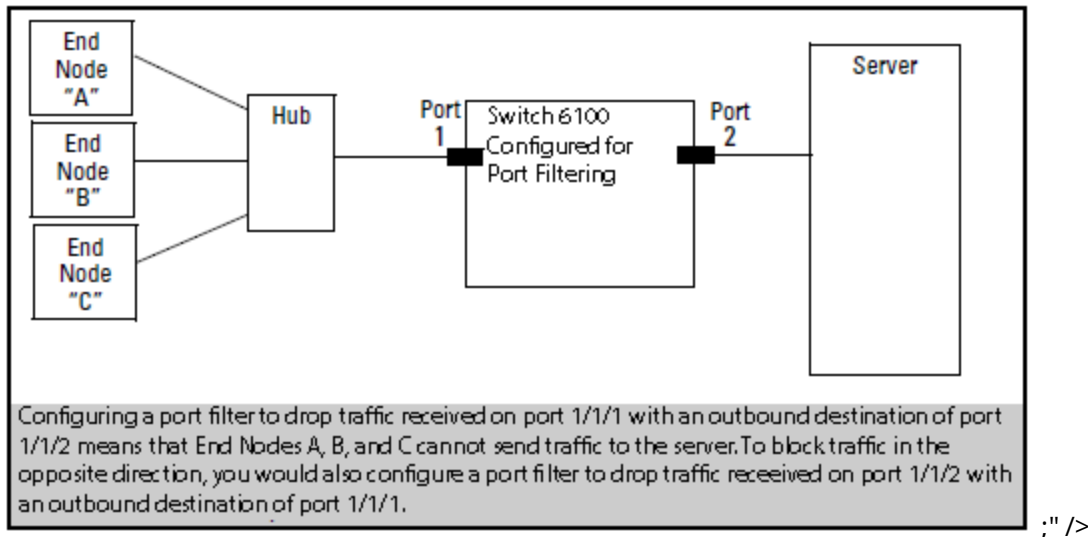 End
Node
"A"
End
Node
"B"
End
Node
"C"
Hub
Port
1
Switch 6100
Configured for
Port Filtering
Port
2
Server
Configuring a port filter to drop traffic received on port 1/1/1 with an outbound destination of port
1/1/2 means that End Nodes A, B, and C cannot send traffic to the server. To block traffic in the
opposite direction, you would also configure a port filter to drop traffic receeived on port 1/1/2 with
an outbound destination of port 1/1/1.
;" />